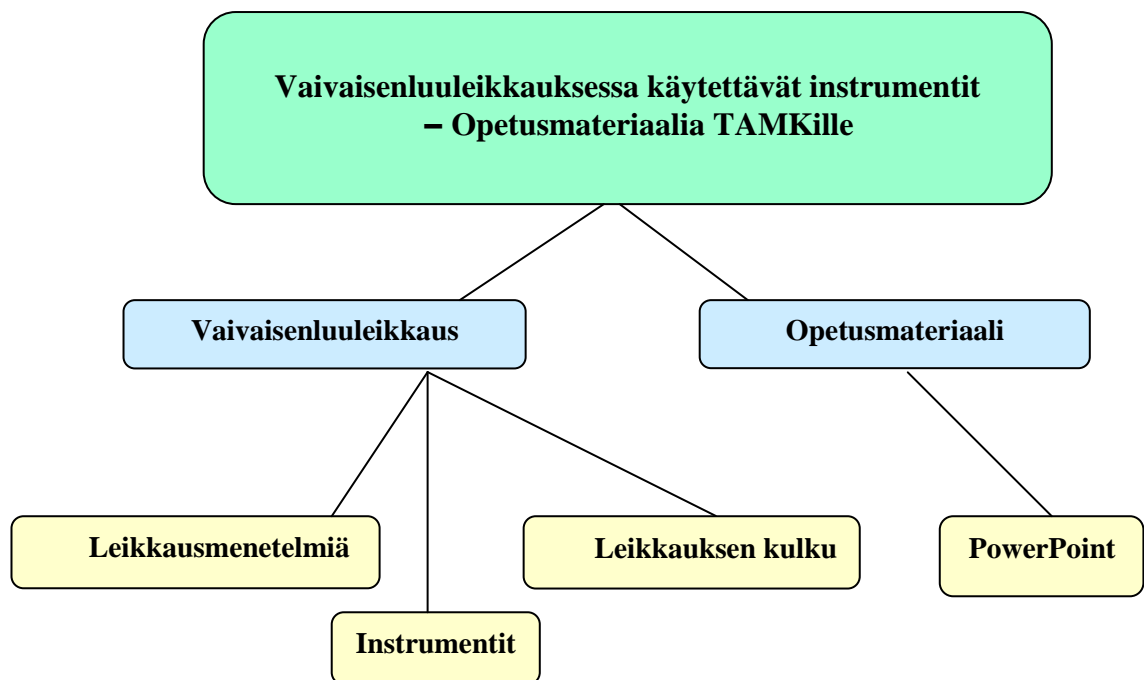 Vaivaisenluuleikkauksessa käytettävät instrumentit
– Opetusmateriaalia TAMKille
Vaivaisenluuleikkaus
Opetusmateriaali
Leikkausmenetelmiä
Leikkauksen kulku
PowerPoint
Instrumentit